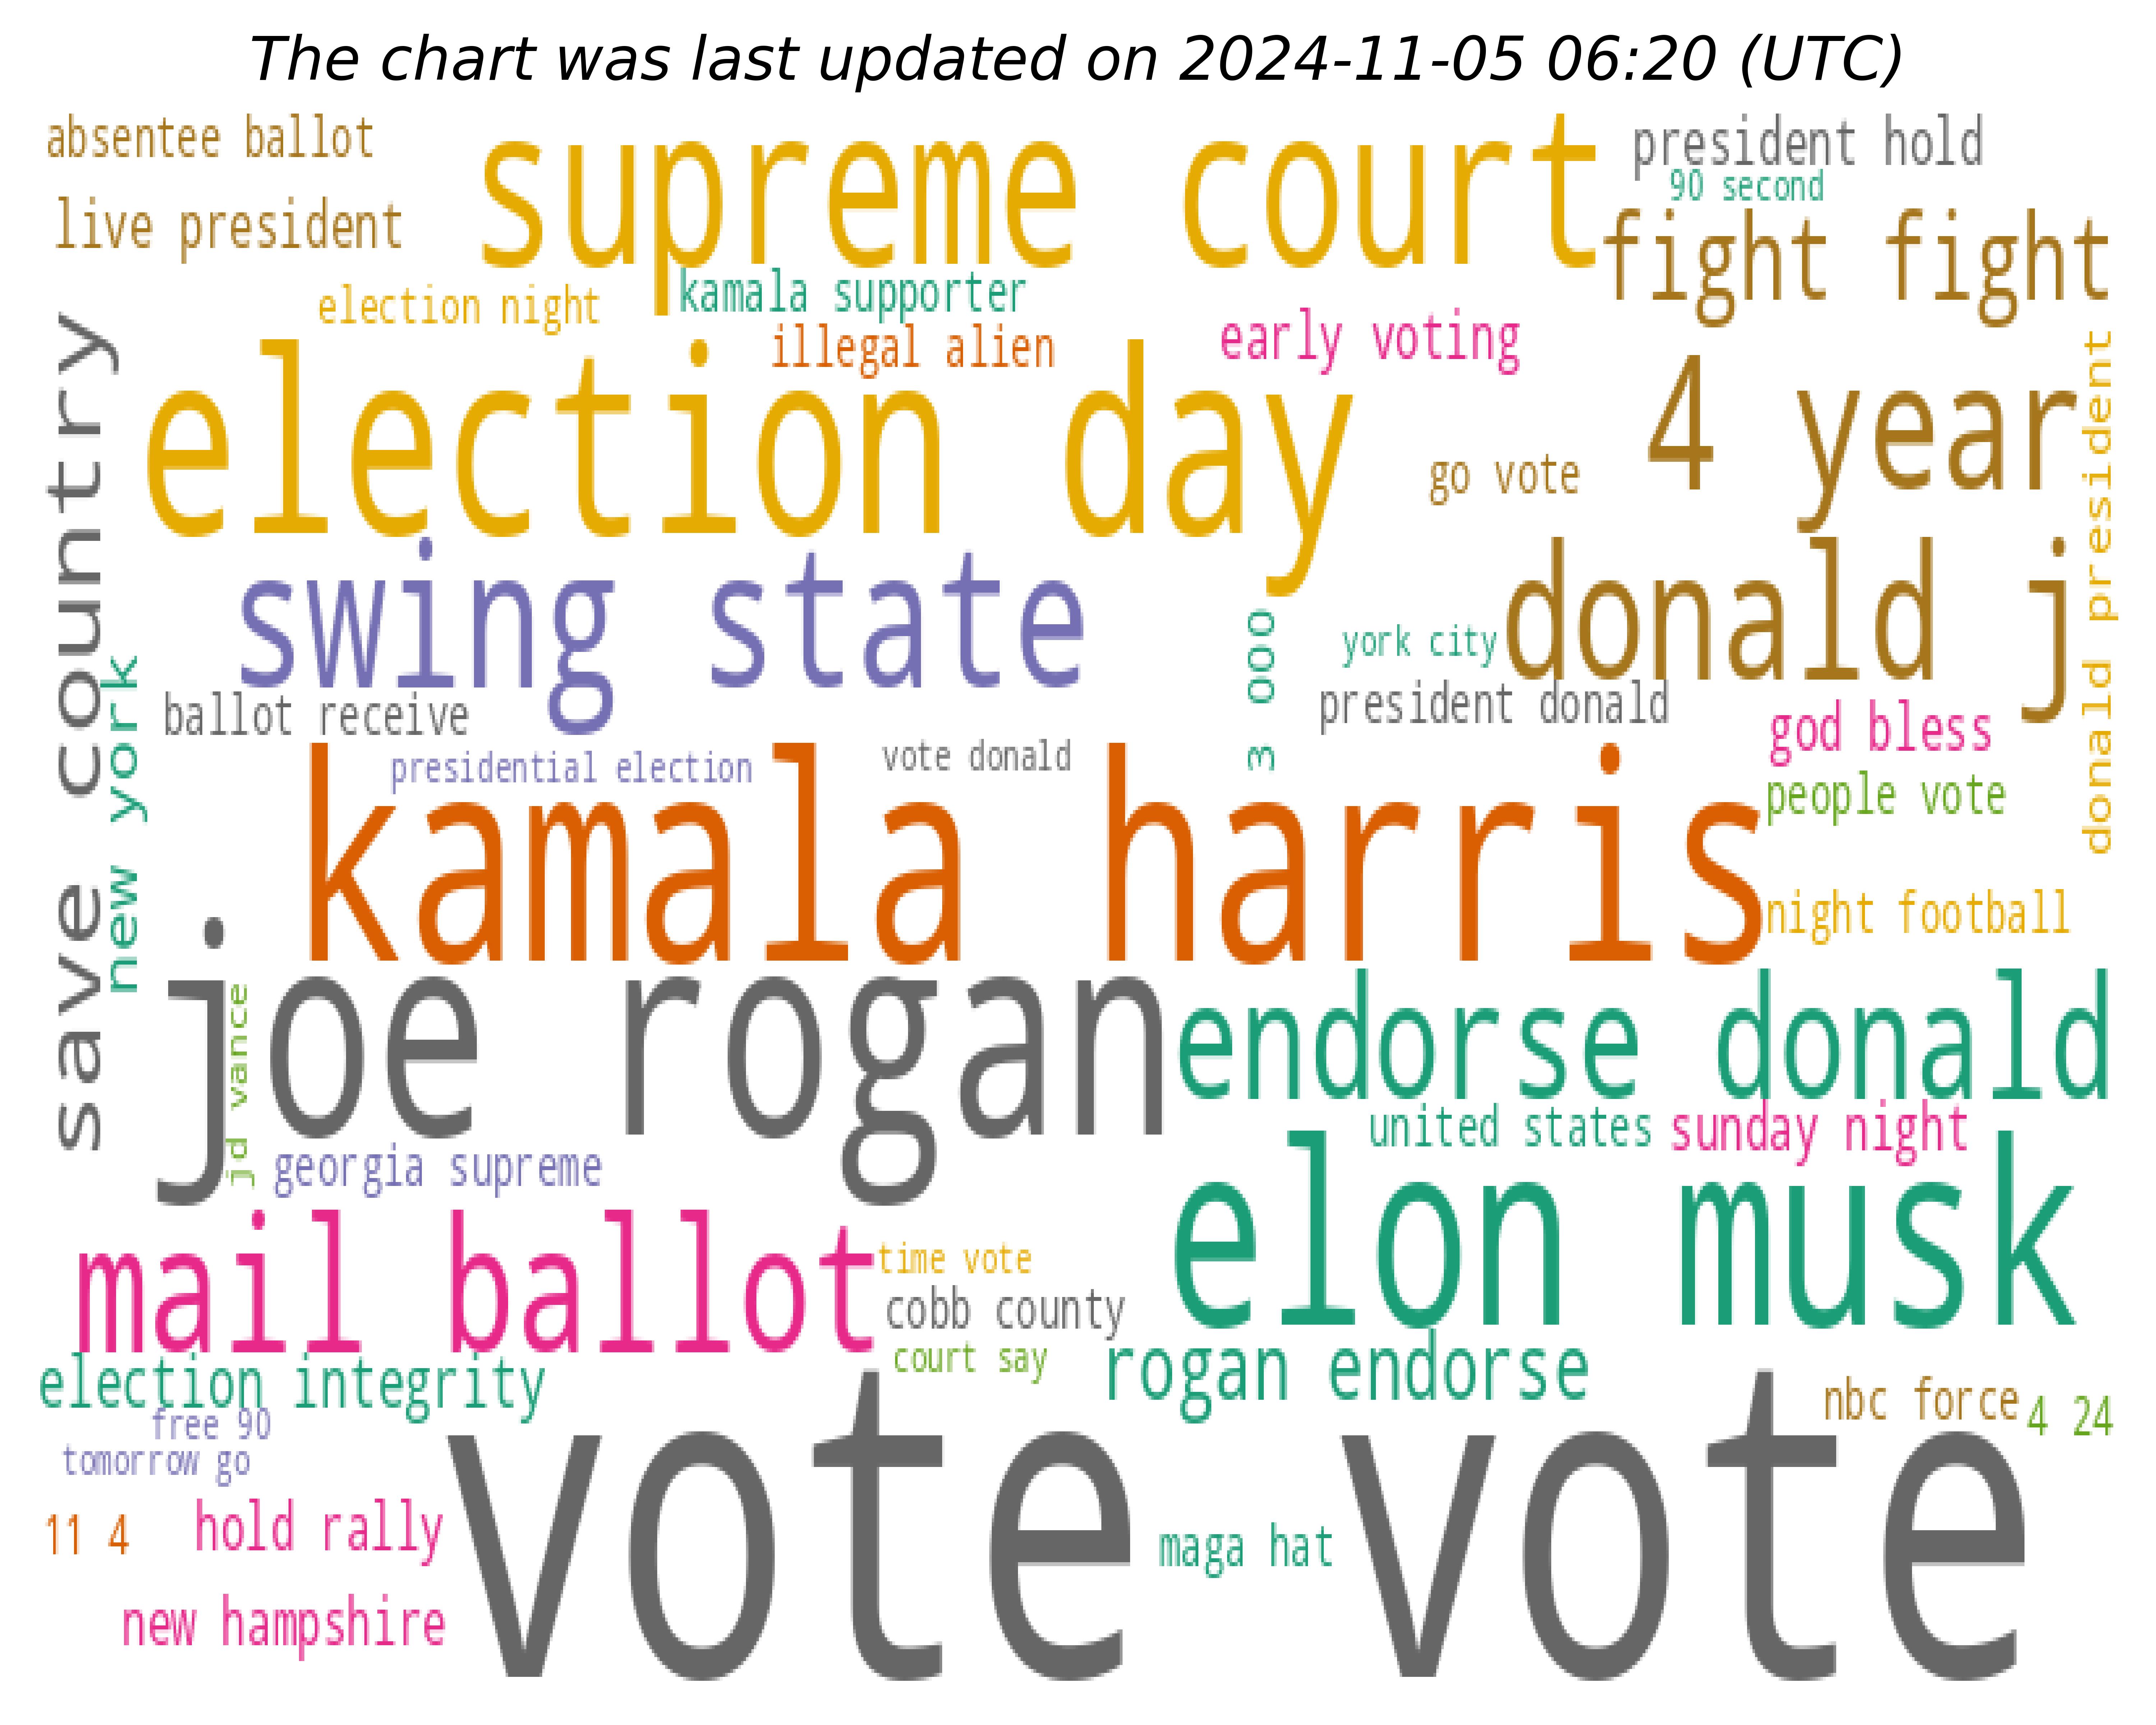 The chart was last updated on 2024-11-05 06:20 (UTC)
absentee ballot
supreme court
president hold
90 second
live president
fight fight
election night
kamala supporter
illegal alien
early voting
save country
election day
4 year
donald president
go vote
swing state
donald j
3 000
york city
new york
ballot receive
president donald
god bless
presidential election
vote donald
people vote
kamala harris
night football
joe rogan
endorse donald
jd vance
united states
sunday night
georgia supreme
elon musk
mail ballot
time vote
cobb county
court say
rogan endorse
election integrity
nbc force
4 24
free 90
tomorrow go
vote vote
11 4
hold rally
maga hat
new hampshire